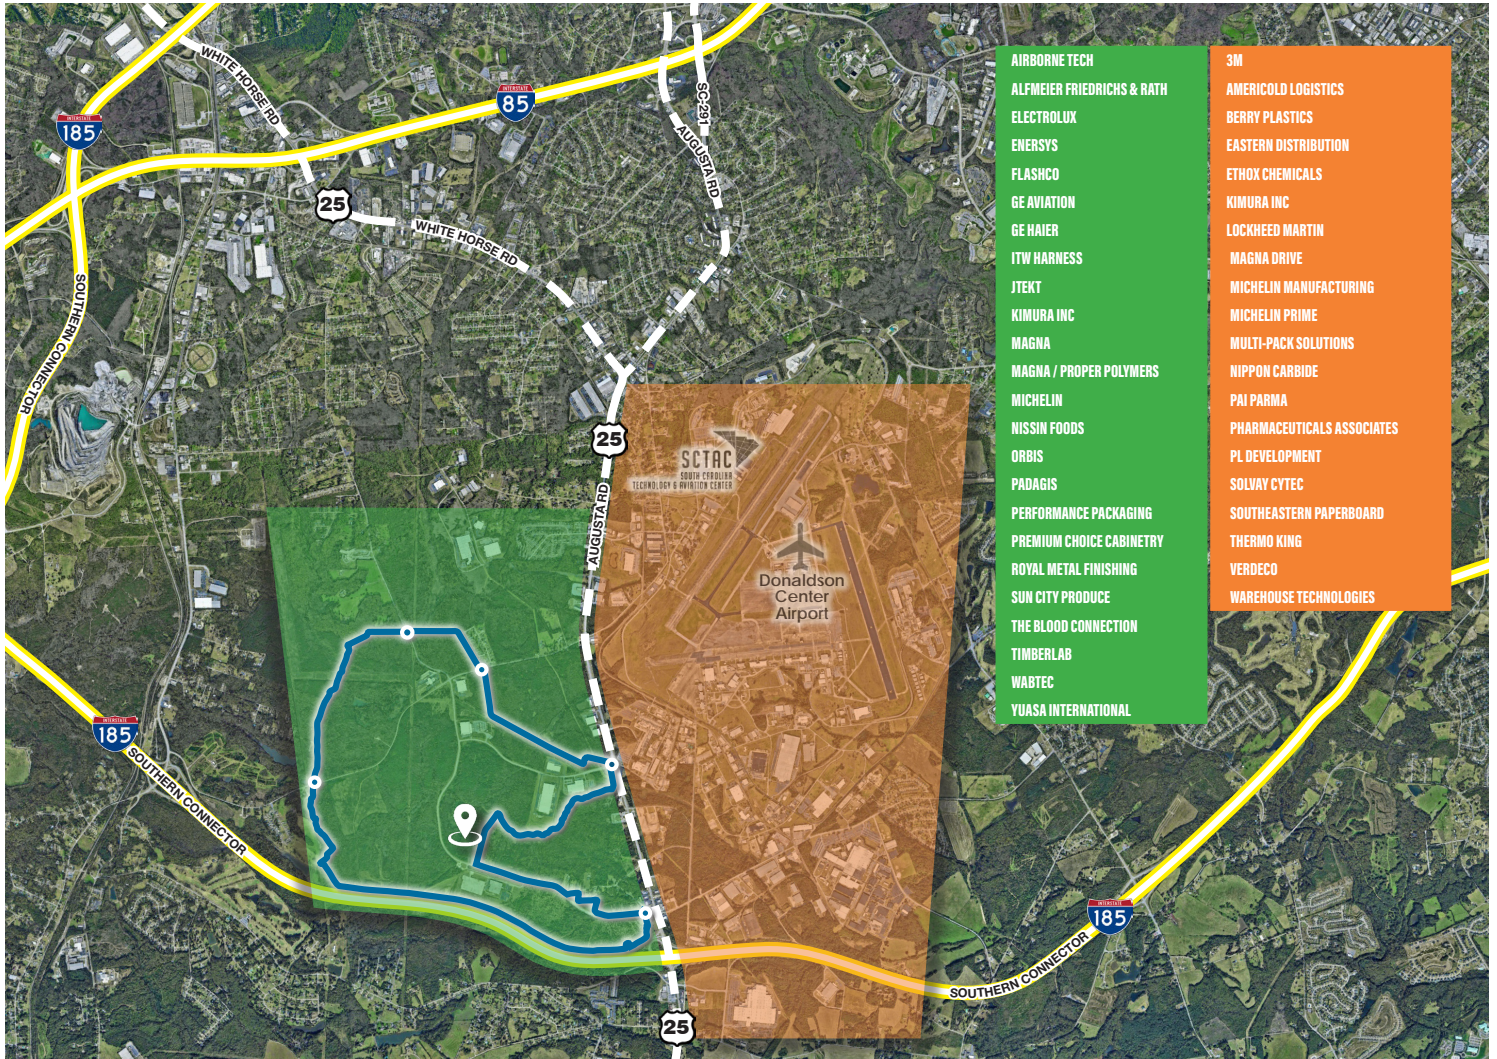 WHITE HORSE RD
INTERSTATE
185
INTERSTATE
85
SC-291
AUGUSTA RD
25
WHITE HORSE RD
SOUTHERN CONNECTOR
25
AUGUSTA RD
SCTAC
SOUTH CAROLINA
TECHNOLOGY & AVIATION CENTER
Donaldson
Center
Airport
INTERSTATE
185
SOUTHERN CONNECTOR
INTERSTATE
185
SOUTHERN CONNECTOR
25
AIRBORNE TECH
ALFMEIER FRIEDRICHS & RATH
ELECTROLUX
ENERSYS
FLASHCO
GE AVIATION
GE HAIER
ITW HARNESS
JTEKT
KIMURA INC
MAGNA
MAGNA / PROPER POLYMERS
MICHELIN
NISSIN FOODS
ORBIS
PADAGIS
PERFORMANCE PACKAGING
PREMIUM CHOICE CABINETRY
ROYAL METAL FINISHING
SUN CITY PRODUCE
THE BLOOD CONNECTION
TIMBERLAB
WABTEC
YUASA INTERNATIONAL
3M
AMERICOLD LOGISTICS
BERRY PLASTICS
EASTERN DISTRIBUTION
ETHOX CHEMICALS
KIMURA INC
LOCKHEED MARTIN
MAGNA DRIVE
MICHELIN MANUFACTURING
MICHELIN PRIME
MULTI-PACK SOLUTIONS
NIPPON CARBIDE
PAI PARMA
PHARMACEUTICALS ASSOCIATES
PL DEVELOPMENT
SOLVAY CYTEC
SOUTHEASTERN PAPERBOARD
THERMO KING
VERDECO
WAREHOUSE TECHNOLOGIES